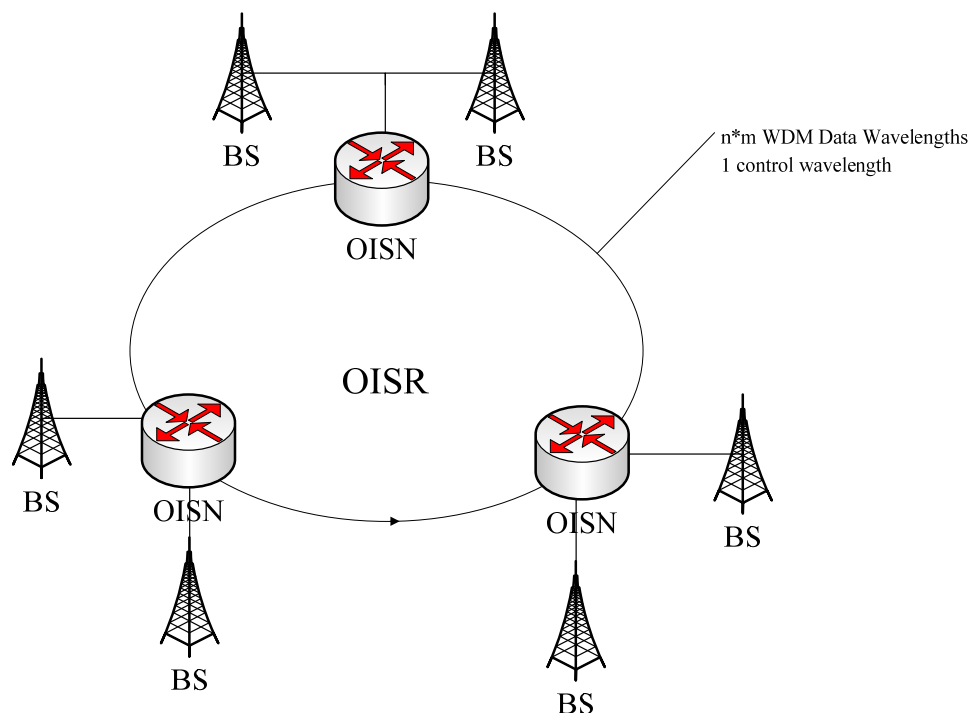 BS
BS
n*m WDM Data Wavelengths
1 control wavelength
OISN
OISR
BS
OISN
OISN
BS
BS
BS